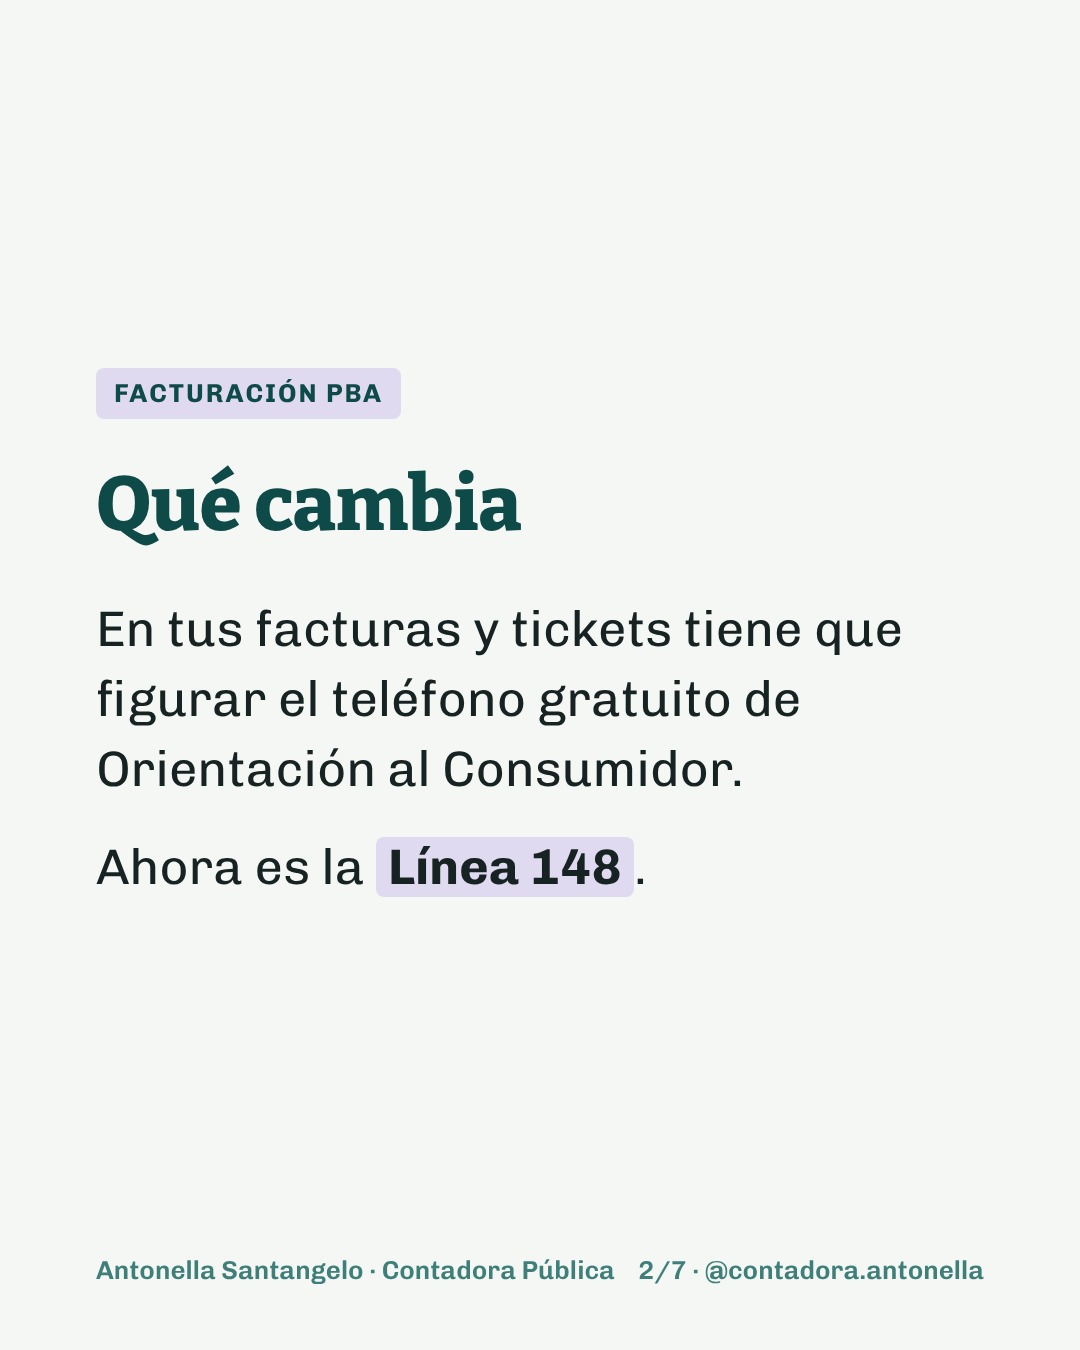 FACTURACIÓN PBA
Qué cambia
En tus facturas y tickets tiene que
figurar el teléfono gratuito de
Orientación al Consumidor.
Ahora es la Línea 148.
Antonella Santangelo · Contadora Pública 2/7 · @contadora.antonella